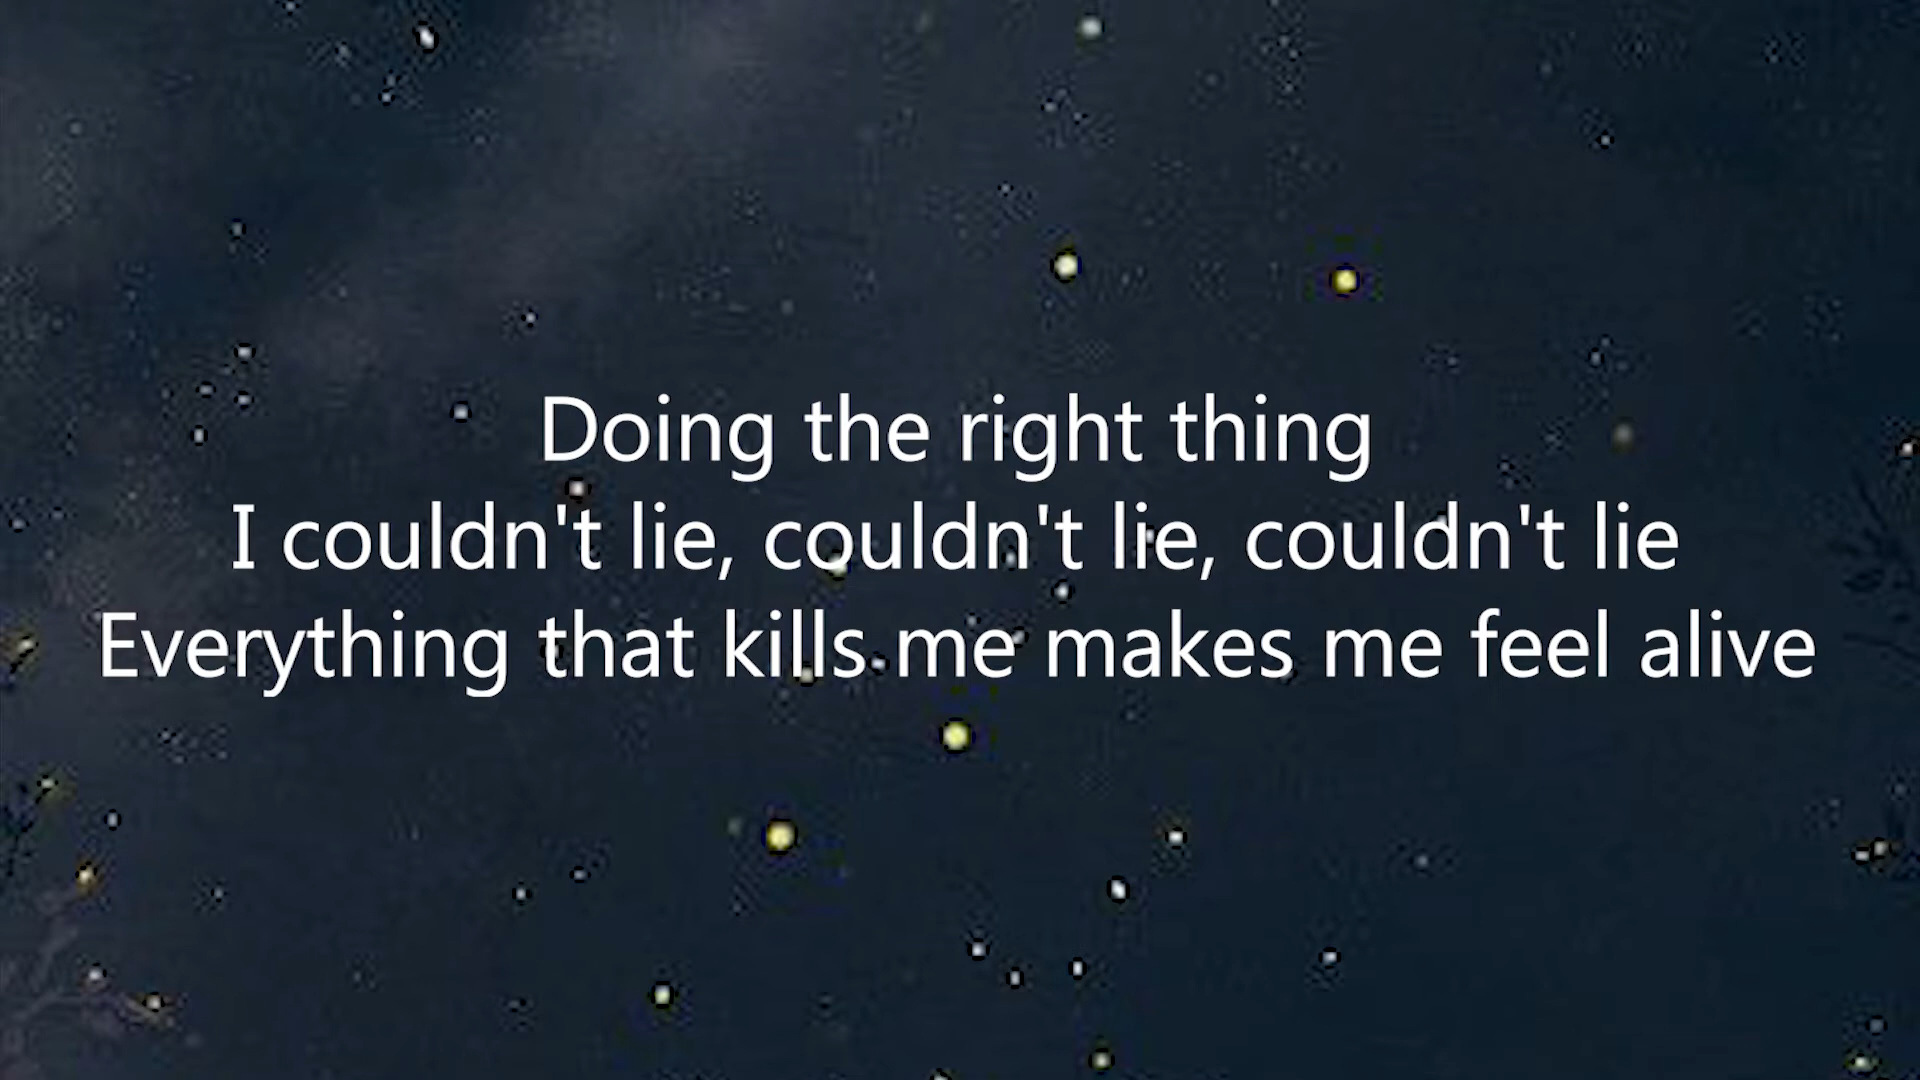 Doing the right thing
I couldn't lie, couldn't lie, couldn't lie
Everything that kills me makes me feel alive